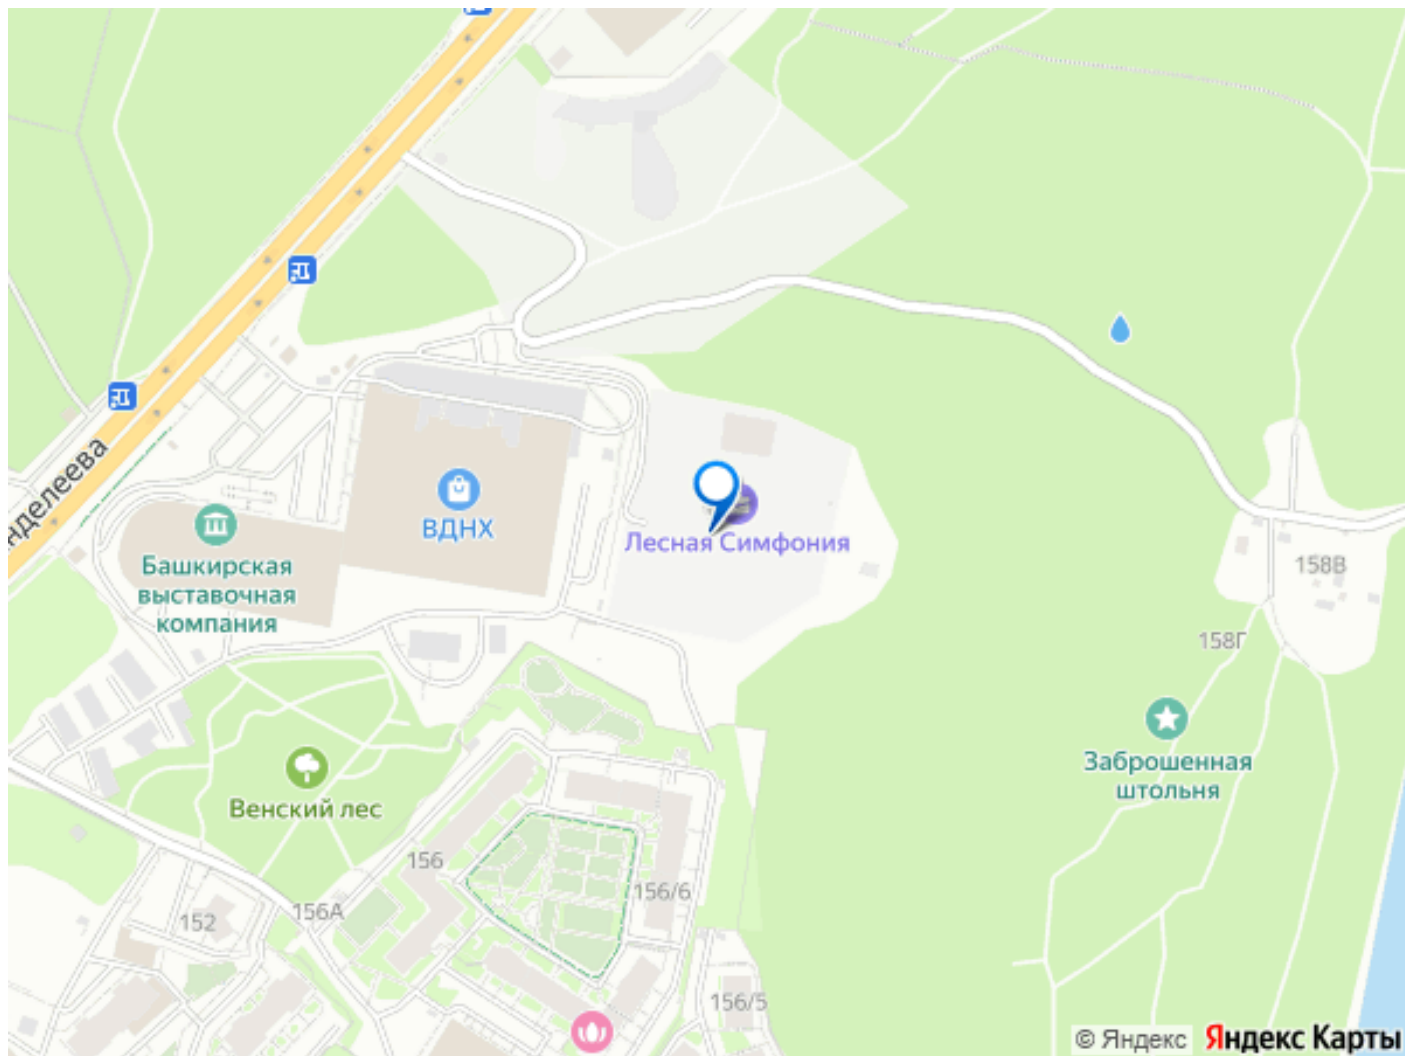 нделеева
ВДНХ
Башкирская
выставочная
компания
Лесная Симфония
158В
158Г
Заброшенная
штольня
Венский лес
156
156/6
156А
152
156/5
© Яндекс Яндекс Карты